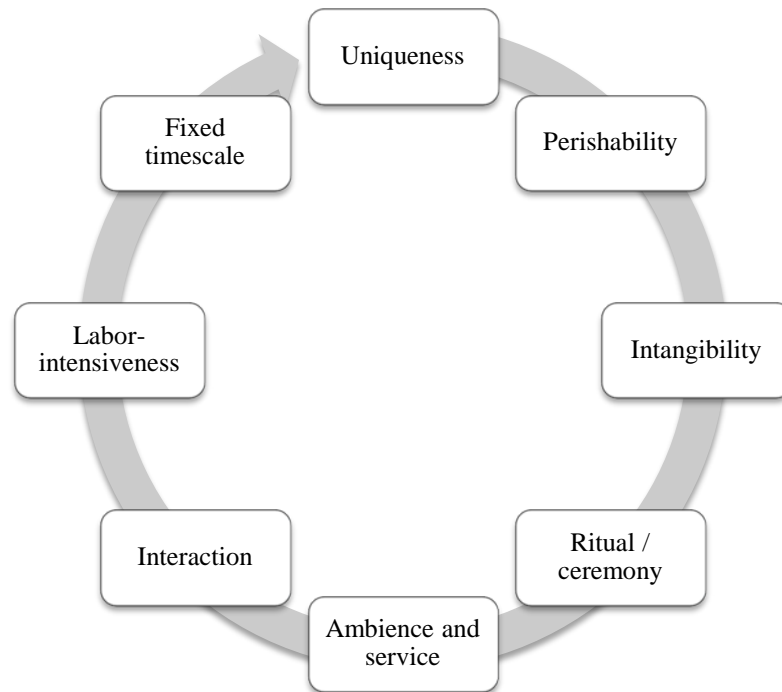 Uniqueness
Perishability
Intangibility
Ritual /
ceremony
Ambience and
service
Interaction
Labor-
intensiveness
Fixed
timescale